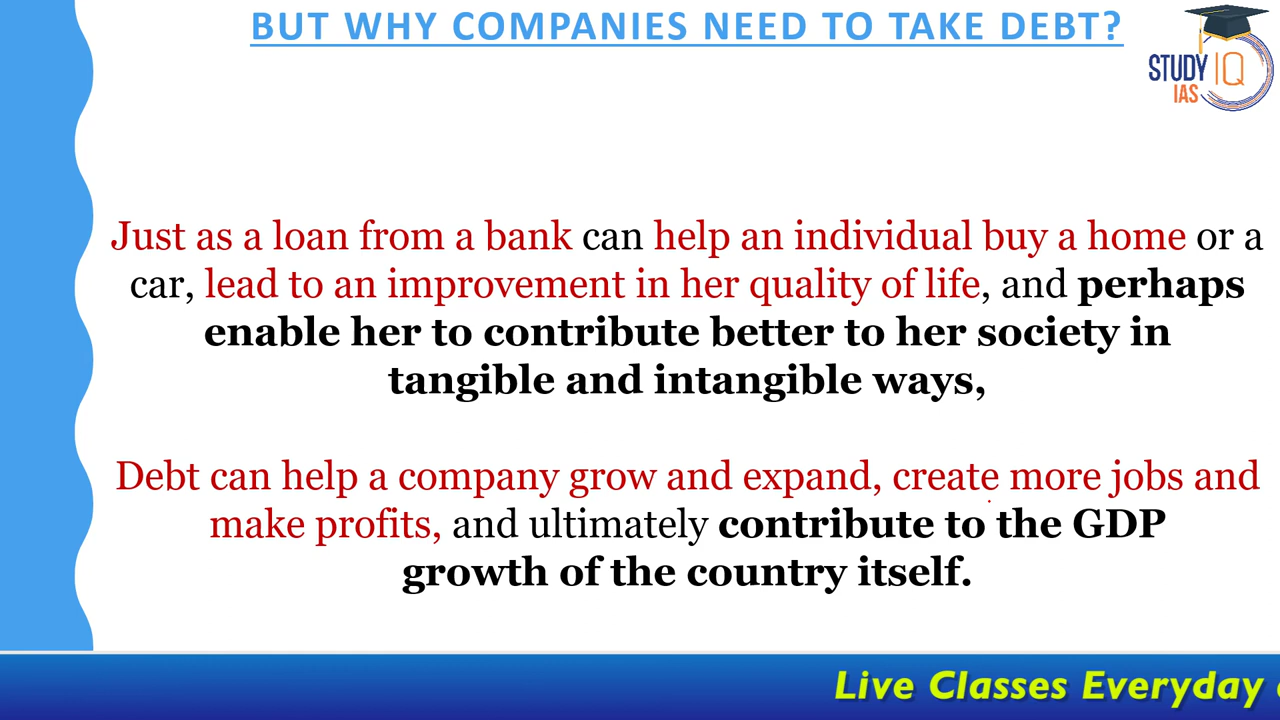 BUT WHY COMPANIES NEED TO TAKE DEBT?
STUDY IQ
IAS
Just as a loan from a bank can help an individual buy a home or a
car, lead to an improvement in her quality of life, and perhaps
enable her to contribute better to her society in
tangible and intangible ways,
Debt can help a company grow and expand, create more jobs and
make profits, and ultimately contribute to the GDP
growth of the country itself.
Live Classes Everyday